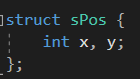 struct sPos {
    int x, y;
};